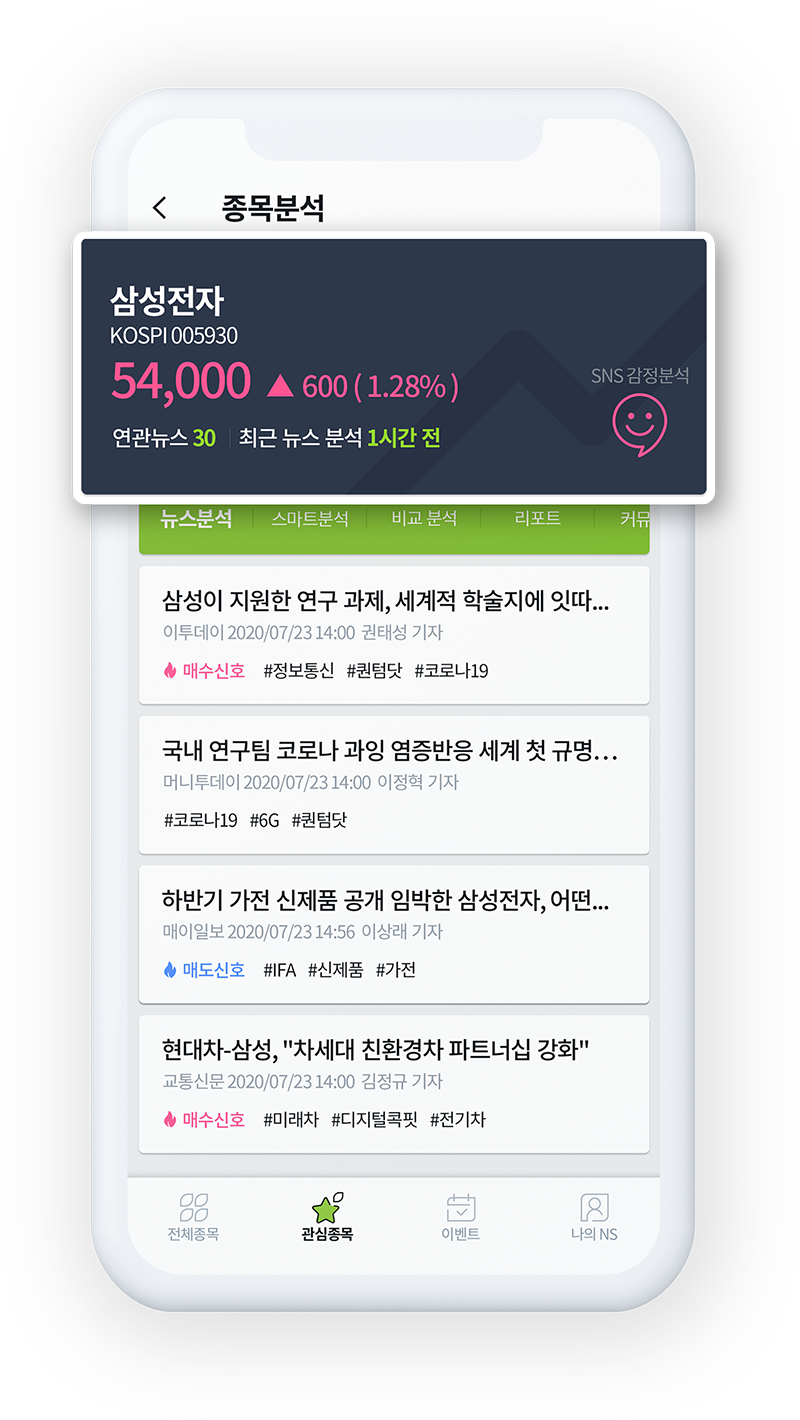 종목분석
삼성전자
KOSPI 005930
54,000 ▲ 600 ( 1.28% )
SNS 감정분석
연관뉴스 30 | 최근 뉴스 분석 1시간 전
뉴스분석 스마트분석 비교 분석 리포트 커뮤
삼성이 지원한 연구 과제, 세계적 학술지에 잇따...
이투데이 2020/07/23 14:00 권태성 기자
매수신호 #정보통신 #퀀텀닷 #코로나19
국내 연구팀 코로나 과잉 염증반응 세계 첫 규명...
머니투데이 2020/07/23 14:00 이정혁 기자
#코로나19 #6G #퀀텀닷
하반기 가전 신제품 공개 임박한 삼성전자, 어떤...
매이일보 2020/07/23 14:56 이상래 기자
매도신호 #IFA #신제품 #가전
현대차-삼성, "차세대 친환경차 파트너십 강화"
교통신문 2020/07/23 14:00 김정규 기자
매수신호 #미래차 #디지털콕핏 #전기차
전체종목 관심종목 이벤트 나의 NS